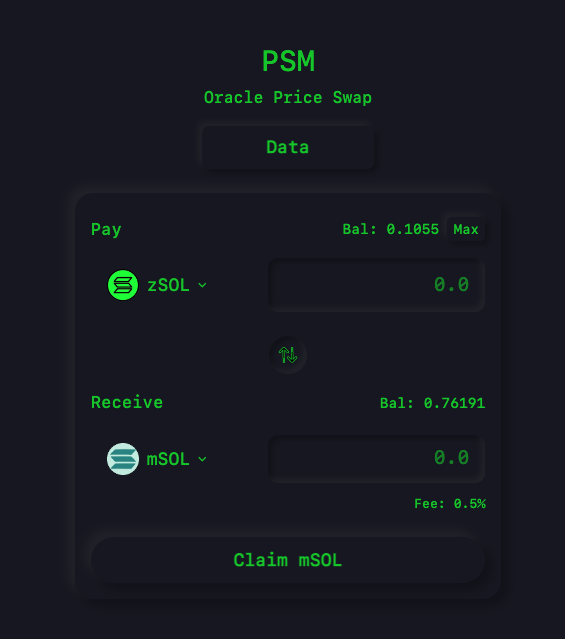 PSM
Oracle Price Swap
Data
Pay Bal: 0.1055 Max
zSOL 0.0
Receive Bal: 0.76191
mSOL 0.0
Fee: 0.5%
Claim mSOL